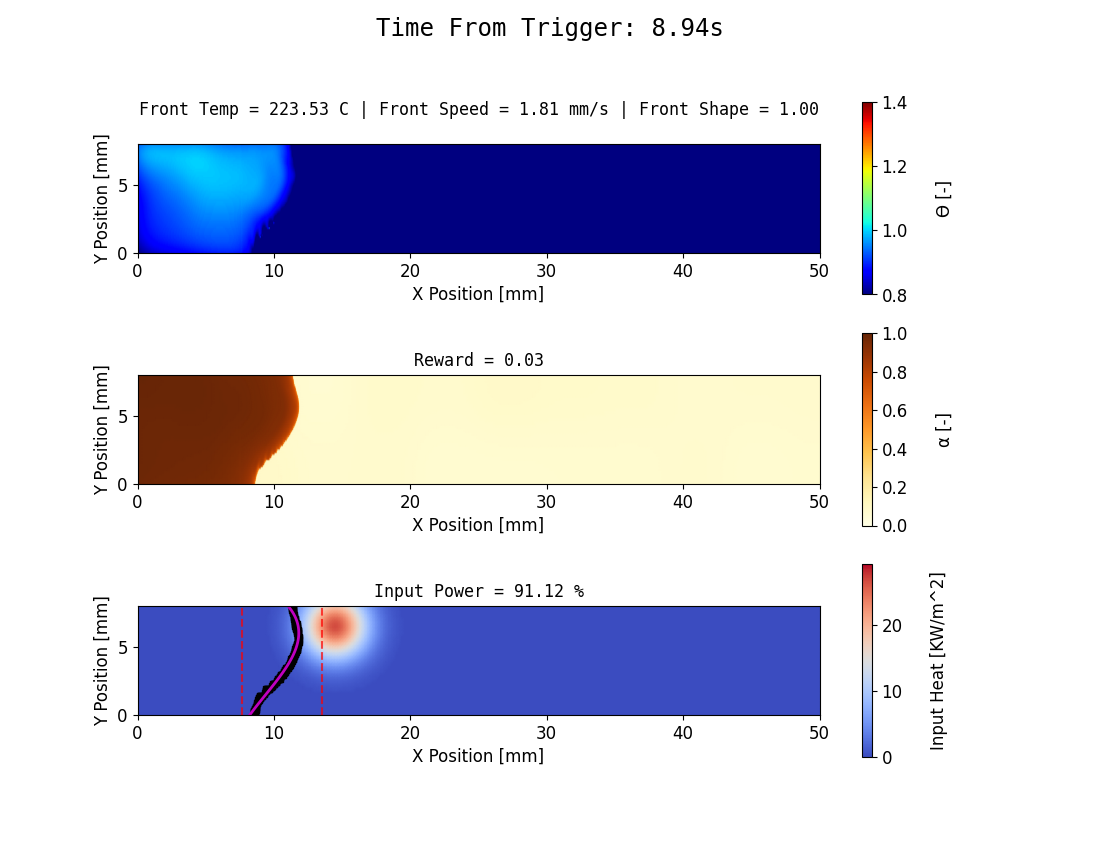 Time From Trigger: 8.94s
Front Temp = 223.53 C | Front Speed = 1.81 mm/s | Front Shape = 1.00
Y Position [mm]
5
0
0 10 20 30 40 50
X Position [mm]
1.4
1.2
1.0
0.8
Θ [-]
Reward = 0.03
Y Position [mm]
5
0
0 10 20 30 40 50
X Position [mm]
1.0
0.8
0.6
0.4
0.2
0.0
α [-]
Input Power = 91.12 %
Y Position [mm]
5
0
0 10 20 30 40 50
X Position [mm]
20
10
0
Input Heat [KW/m^2]